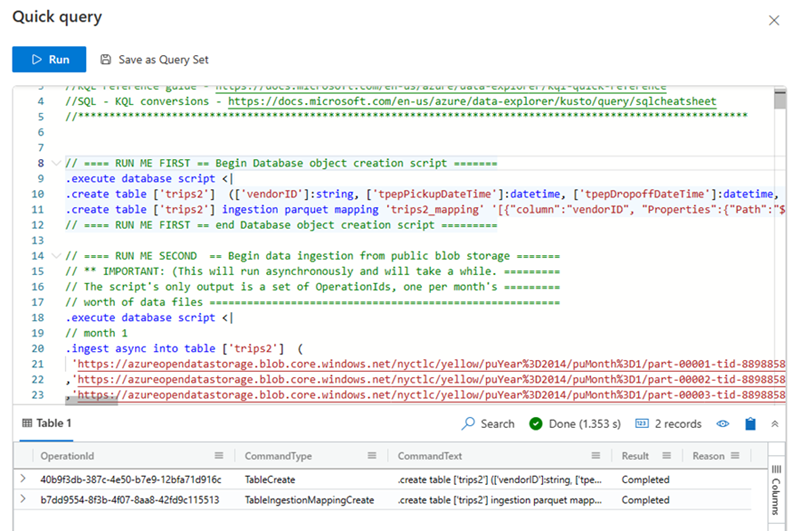 Quick query
Run
Save as Query Set
3 //KQL reference guide - https://docs.microsoft.com/en-us/azure/data-explorer/kql-quick-reference
4 //SQL - KQL conversions - https://docs.microsoft.com/en-us/azure/data-explorer/kusto/query/sqlcheatsheet
5 //*******************************************************************************************************
6
7
8 // ==== RUN ME FIRST == Begin Database object creation script =======
9 .execute database script <|
10 .create table ['trips2']  (['vendorID']:string, ['tpepPickupDateTime']:datetime, ['tpepDropoffDateTime']:datetime,
11 .create table ['trips2'] ingestion parquet mapping 'trips2_mapping' '[{"column":"vendorID", "Properties":{"Path":"$
12 // ==== RUN ME FIRST == end Database object creation script =========
13
14 // ==== RUN ME SECOND  == Begin data ingestion from public blob storage =======
15 // ** IMPORTANT: (This will run asynchronously and will take a while. =========
16 // The script's only output is a set of OperationIds, one per month's =========
17 // worth of data files =====================================================
18 .execute database script <|
19 // month 1
20 .ingest async into table ['trips2']  (
21 'https://azureopendatastorage.blob.core.windows.net/nyctlc/yellow/puYear%3D2014/puMonth%3D1/part-00001-tid-8898858
22 ,'https://azureopendatastorage.blob.core.windows.net/nyctlc/yellow/puYear%3D2014/puMonth%3D1/part-00002-tid-8898858
23 ,'https://azureopendatastorage.blob.core.windows.net/nyctlc/yellow/puYear%3D2014/puMonth%3D1/part-00003-tid-8898858
Table 1
Search
Done (1.353 s)
2 records
OperationId CommandType CommandText Result Reason
40b9f3db-387c-4e50-b7e9-12bfa71d916c TableCreate .create table ['trips2'] (['vendorID']:string, ['tpe... Completed
b7dd9554-8f3b-4f07-8aa8-42fd9c115513 TableIngestionMappingCreate .create table ['trips2'] ingestion parquet mapp... Completed
Columns